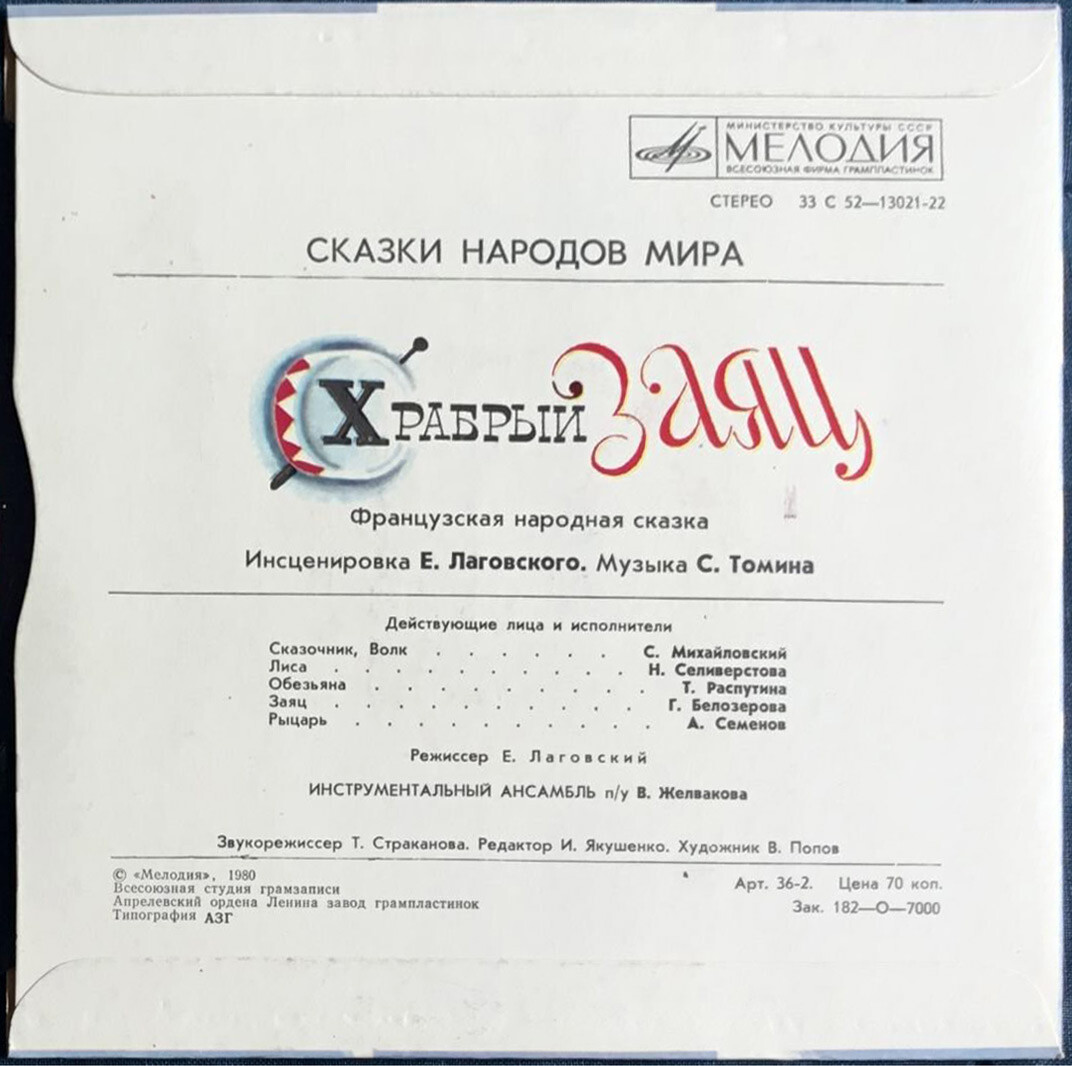 МИНИСТЕРСТВО КУЛЬТУРЫ СССР
МЕЛОДИЯ
ВСЕСОЮЗНАЯ ФИРМА ГРАМПЛАСТИНОК
СТЕРЕО 33 С 52—13021-22
СКАЗКИ НАРОДОВ МИРА
ХРАБРЫЙ ЗАЯЦ
Французская народная сказка
Инсценировка Е. Лаговского. Музыка С. Томина
Действующие лица и исполнители
Сказочник, Волк . . . . . . С. Михайловский
Лиса . . . . . . . . . . Н. Селиверстова
Обезьяна . . . . . . . . . Т. Распутина
Заяц . . . . . . . . . . . Г. Белозерова
Рыцарь . . . . . . . . . . . А. Семенов
Режиссер Е. Лаговский
ИНСТРУМЕНТАЛЬНЫЙ АНСАМБЛЬ п/у В. Желвакова
Звукорежиссер Т. Страканова. Редактор И. Якушенко. Художник В. Попов
© «Мелодия», 1980
Всесоюзная студия грамзаписи
Апрелевский ордена Ленина завод грампластинок
Типография АЗГ
Арт. 36-2. Цена 70 коп.
Зак. 182—О—7000